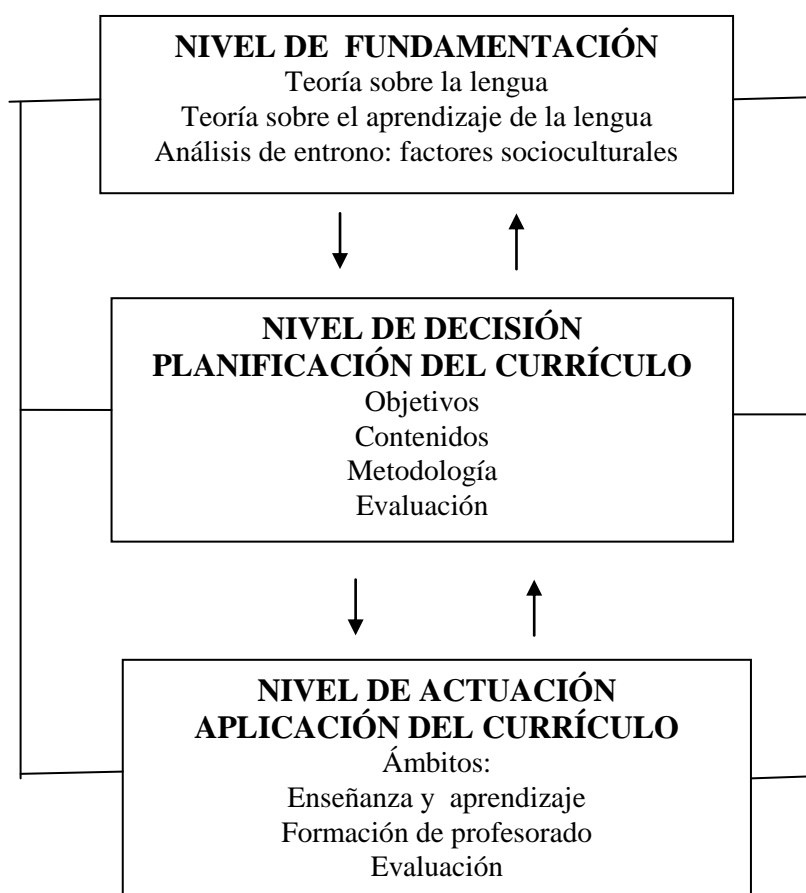 NIVEL DE FUNDAMENTACIÓN
Teoría sobre la lengua
Teoría sobre el aprendizaje de la lengua
Análisis de entrono: factores socioculturales
NIVEL DE DECISIÓN
PLANIFICACIÓN DEL CURRÍCULO
Objetivos
Contenidos
Metodología
Evaluación
NIVEL DE ACTUACIÓN
APLICACIÓN DEL CURRÍCULO
Ámbitos:
Enseñanza y aprendizaje
Formación de profesorado
Evaluación